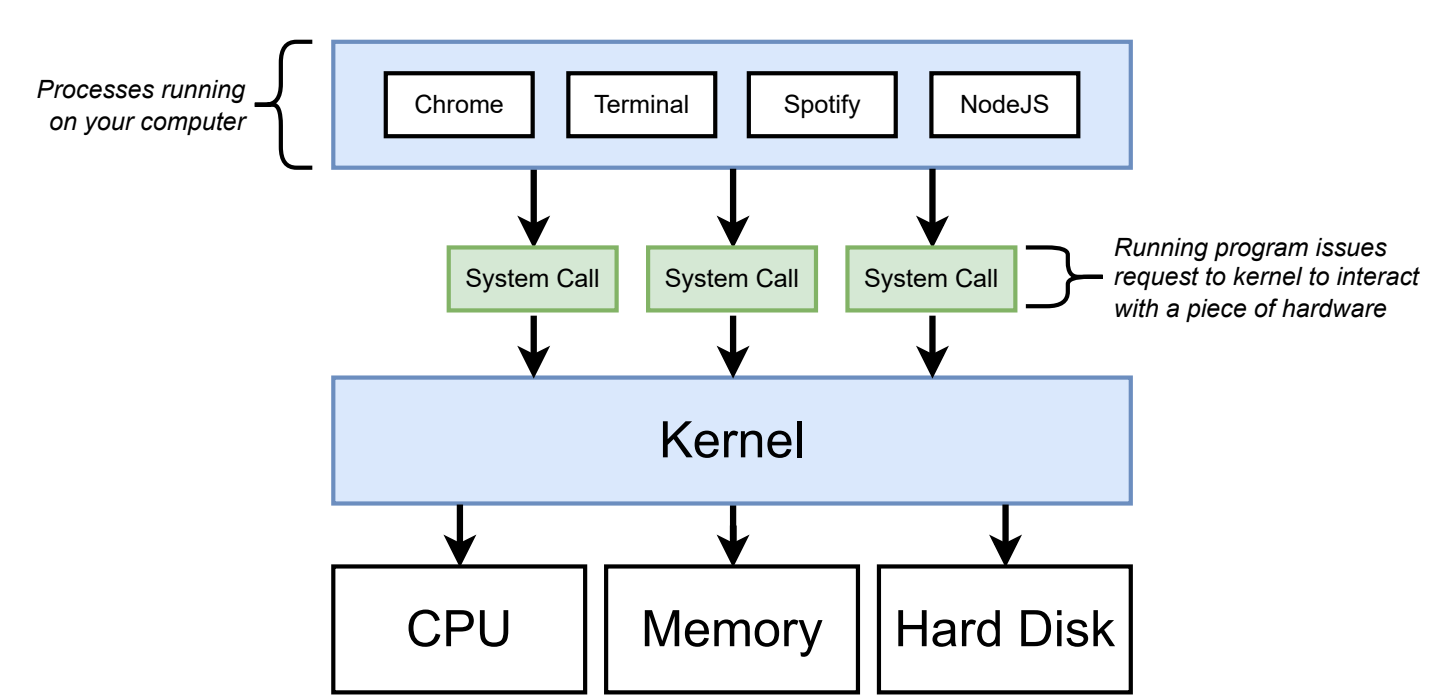 Processes running
on your computer
Chrome
Terminal
Spotify
NodeJS
System Call
System Call
System Call
Running program issues
request to kernel to interact
with a piece of hardware
Kernel
CPU
Memory
Hard Disk